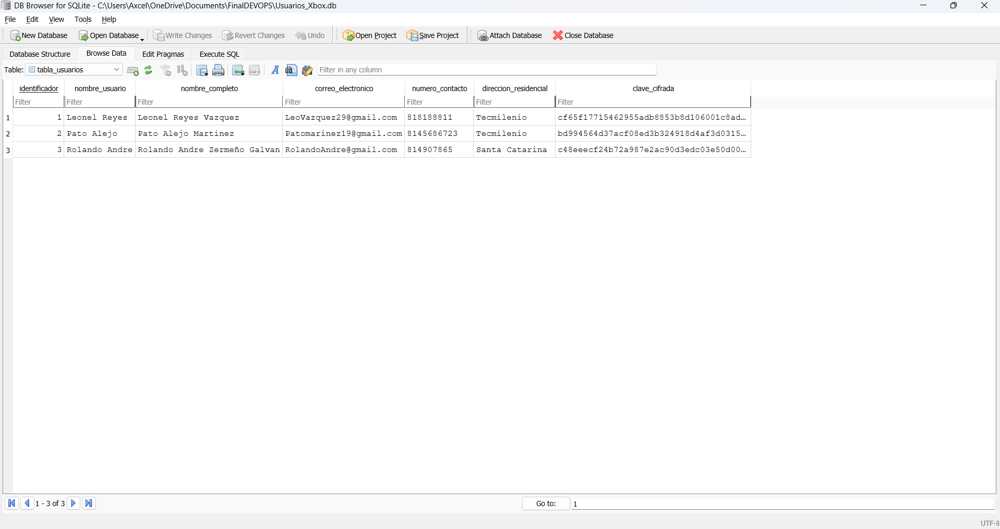 DB Browser for SQLite - C:\Users\Axcel\OneDrive\Documents\FinalDEVOPS\Usuarios_Xbox.db
File Edit View Tools Help
New Database Open Database Write Changes Revert Changes Undo Open Project Save Project Attach Database Close Database
Database Structure Browse Data Edit Pragmas Execute SQL
Table: tabla_usuarios Filter in any column
identificador nombre_usuario nombre_completo correo_electronico numero_contacto direccion_residencial clave_cifrada
Filter Filter Filter Filter Filter Filter Filter
1 1 Leonel Reyes Leonel Reyes Vazquez LeoVazquez29@gmail.com 818188811 Tecmilenio cf65f17715462955adb8853b8d106001c8ad...
2 2 Pato Alejo Pato Alejo Martinez Patomarinez19@gmail.com 8145686723 Tecmilenio bd994564d37acf08ed3b324918d4af3d0315...
3 3 Rolando Andre Rolando Andre Zermeño Galvan RolandoAndre@gmail.com 814907865 Santa Catarina c48eeecf24b72a987e2ac90d3edc03e50d00...
1 - 3 of 3 Go to: 1
UTF-8